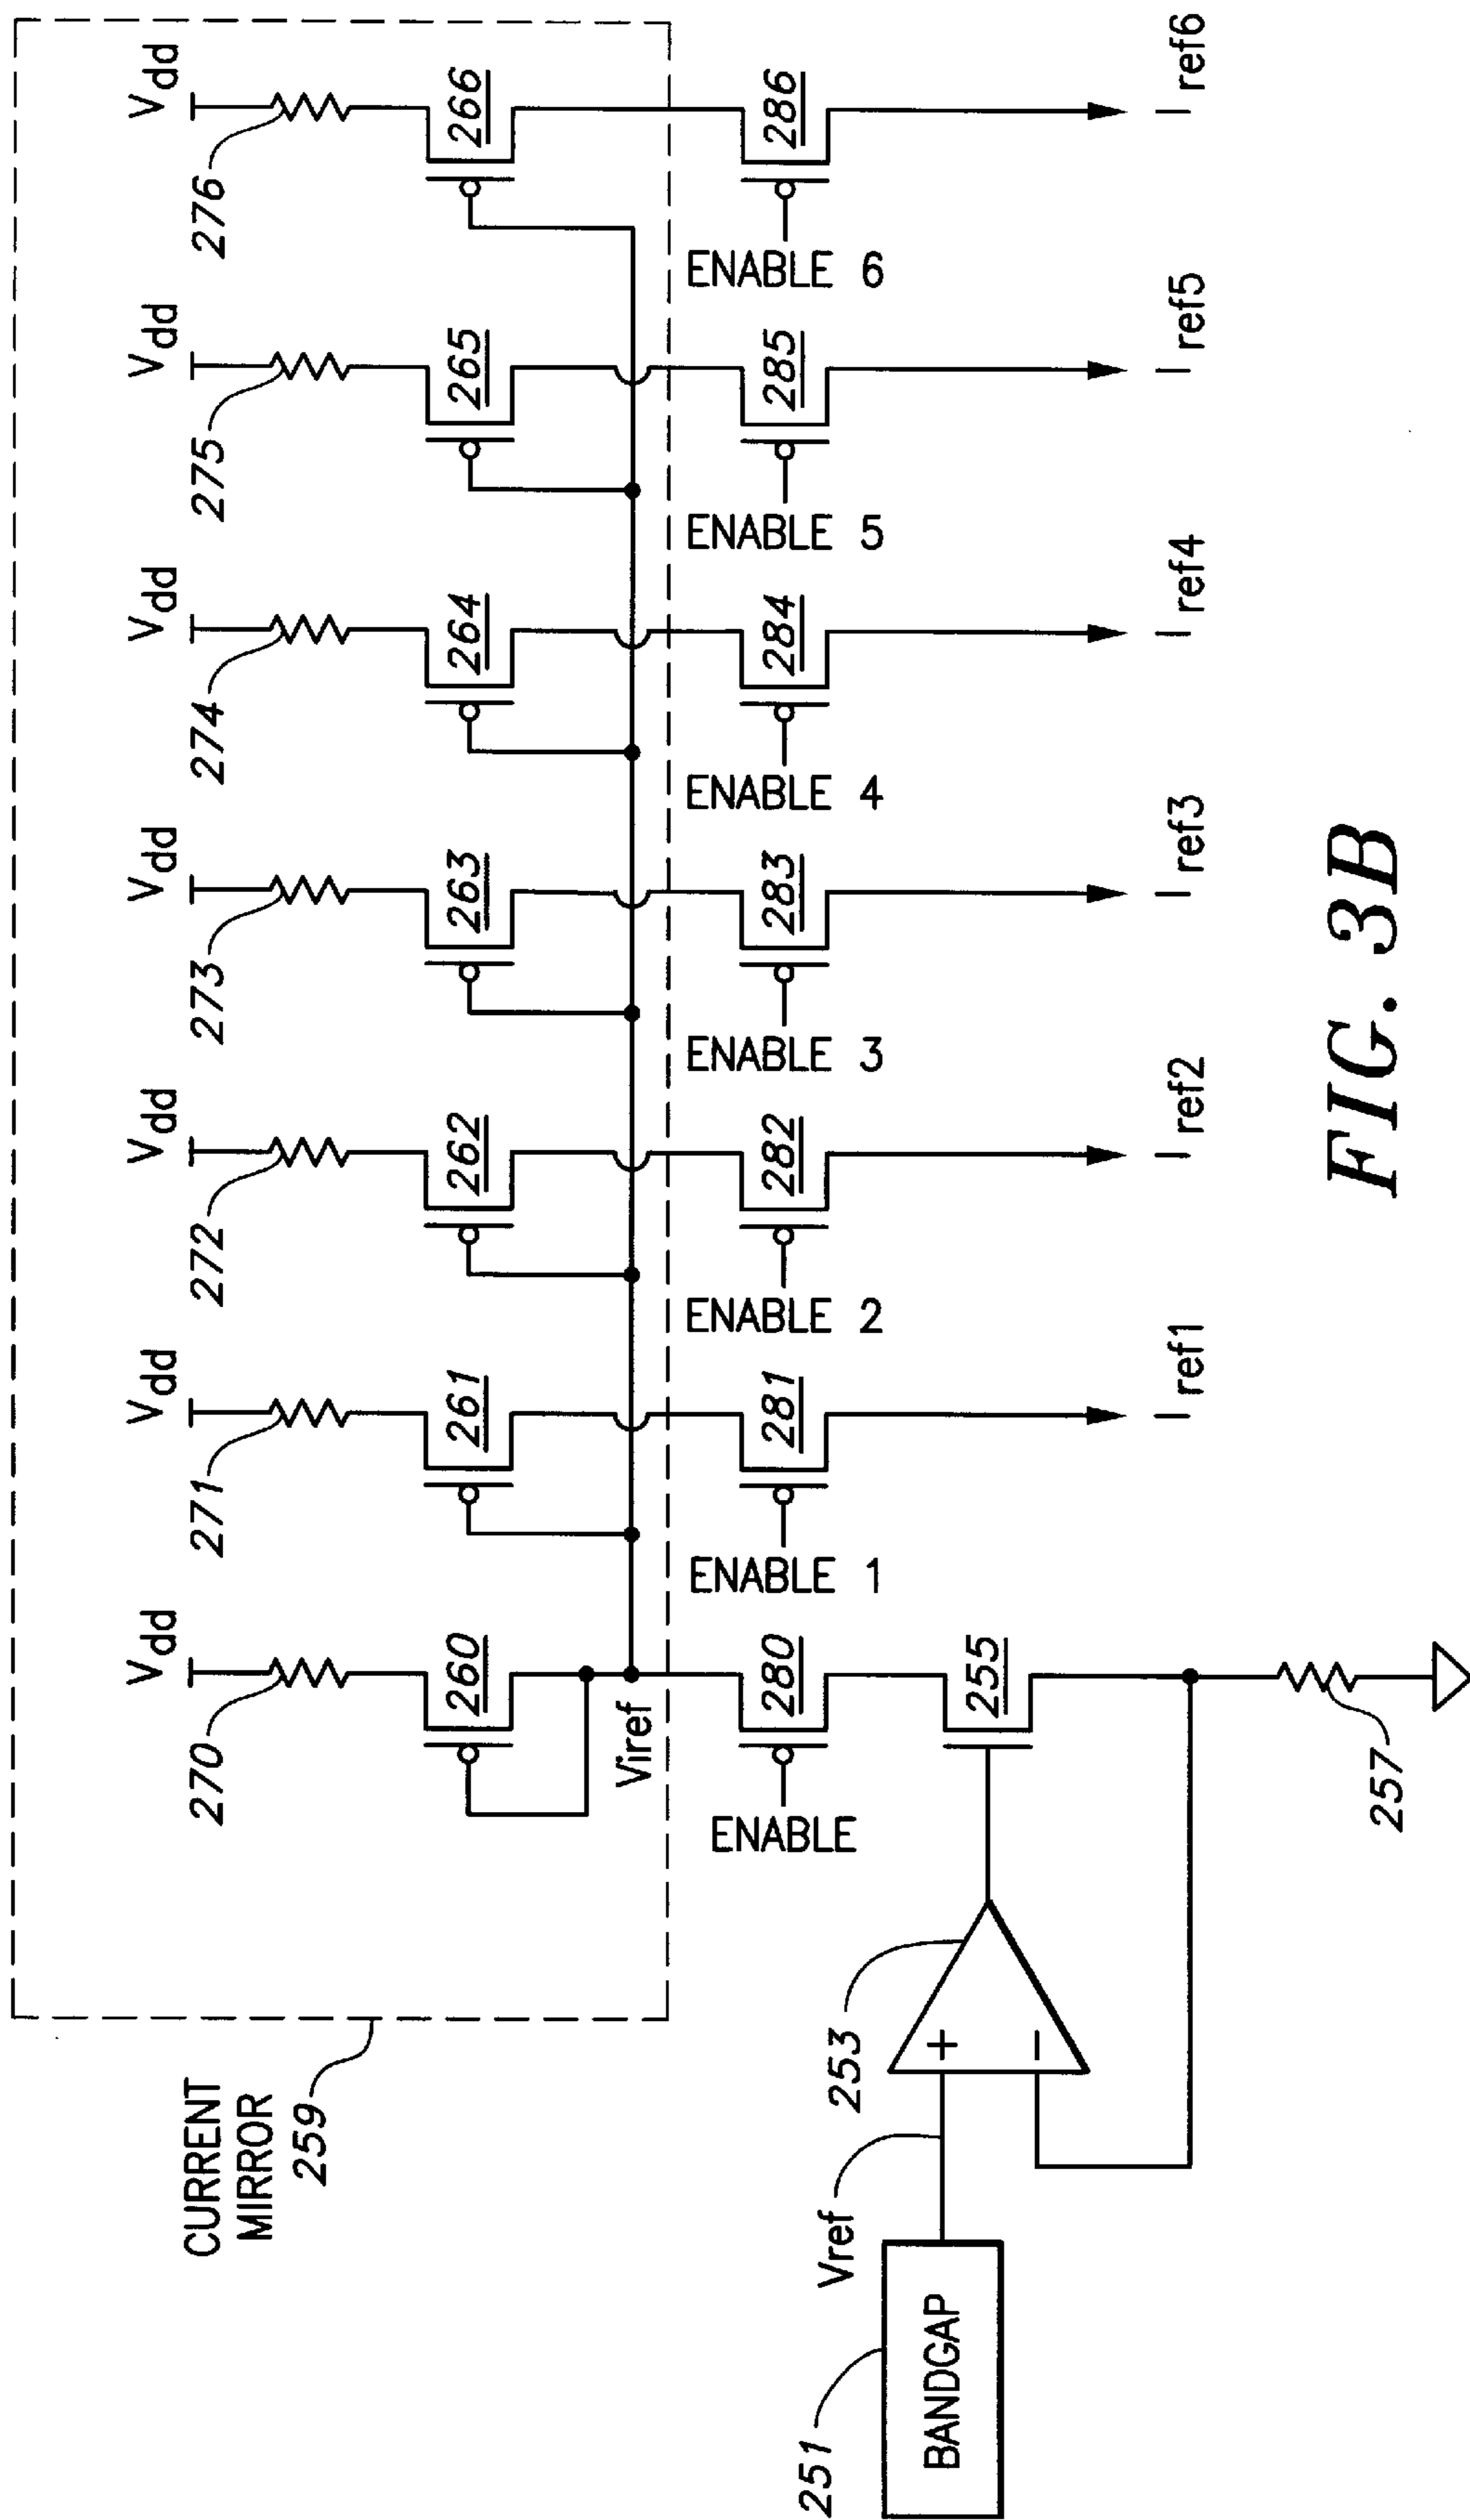 Vdd Vdd Vdd Vdd Vdd Vdd Vdd
270 271 272 273 274 275 276
CURRENT
MIRROR
259
260 261 262 263 264 265 266
Viref
ENABLE ENABLE 1 ENABLE 2 ENABLE 3 ENABLE 4 ENABLE 5 ENABLE 6
280 281 282 283 284 285 286
251
Vref
253
255
BANDGAP
+
−
257
Iref1 Iref2 Iref3 Iref4 Iref5 Iref6
FIG. 3B